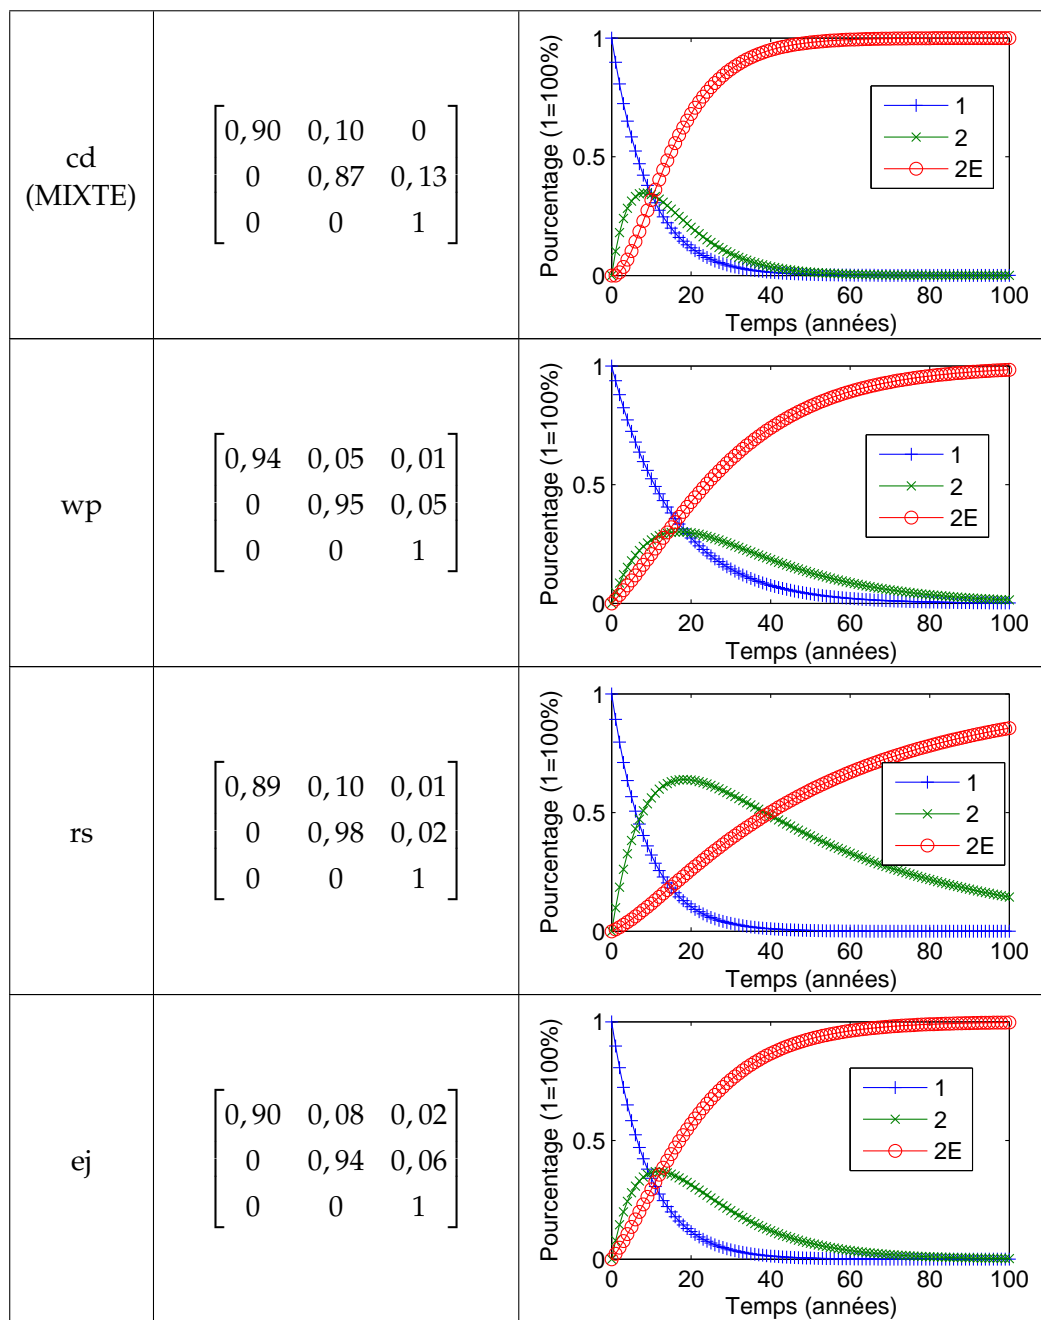 cd
(MIXTE)
0,90 0,10 0
0 0,87 0,13
0 0 1
Pourcentage (1=100%)
1
0.5
0
0 20 40 60 80 100
Temps (années)
1
2
2E
wp
0,94 0,05 0,01
0 0,95 0,05
0 0 1
Pourcentage (1=100%)
1
0.5
0
0 20 40 60 80 100
Temps (années)
1
2
2E
rs
0,89 0,10 0,01
0 0,98 0,02
0 0 1
Pourcentage (1=100%)
1
0.5
0
0 20 40 60 80 100
Temps (années)
1
2
2E
ej
0,90 0,08 0,02
0 0,94 0,06
0 0 1
Pourcentage (1=100%)
1
0.5
0
0 20 40 60 80 100
Temps (années)
1
2
2E